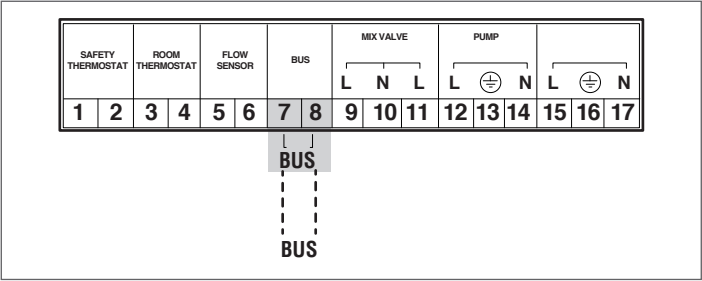 SAFETY THERMOSTAT
ROOM THERMOSTAT
FLOW SENSOR
BUS
MIX VALVE
PUMP
L N L L N L N
1 2 3 4 5 6 7 8 9 10 11 12 13 14 15 16 17
BUS
BUS